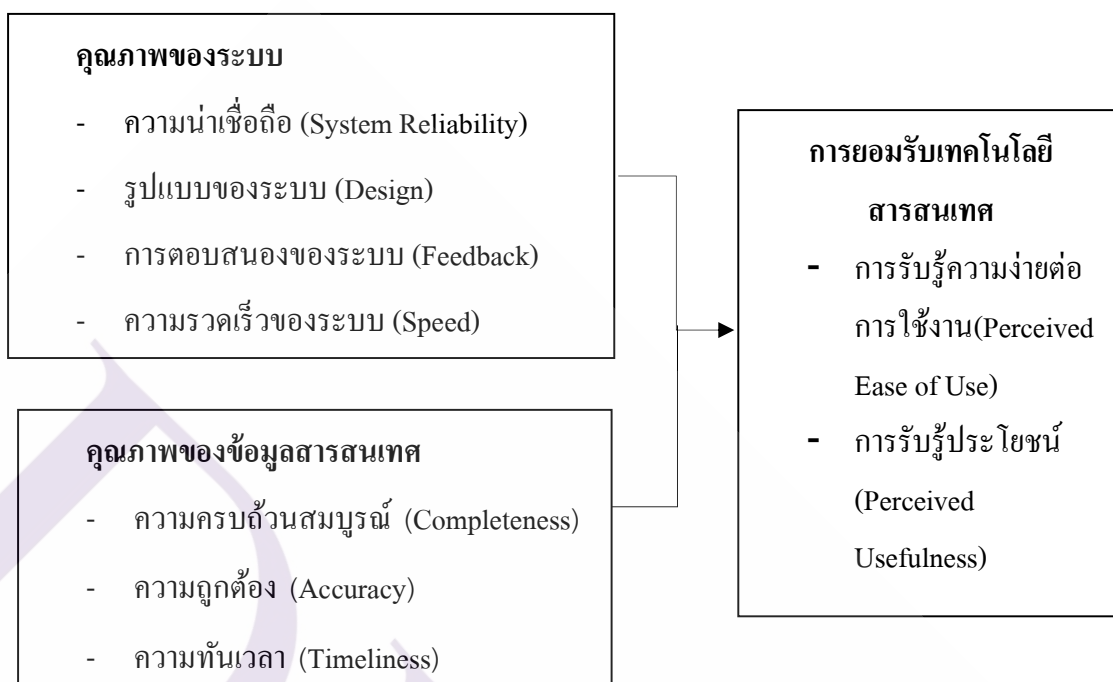 คุณภาพของระบบ
- ความน่าเชื่อถือ (System Reliability)
- รูปแบบของระบบ (Design)
- การตอบสนองของระบบ (Feedback)
- ความรวดเร็วของระบบ (Speed)
คุณภาพของข้อมูลสารสนเทศ
- ความครบถ้วนสมบูรณ์ (Completeness)
- ความถูกต้อง (Accuracy)
- ความทันเวลา (Timeliness)
การยอมรับเทคโนโลยี
สารสนเทศ
- การรับรู้ความง่ายต่อ
การใช้งาน(Perceived
Ease of Use)
- การรับรู้ประโยชน์
(Perceived
Usefulness)